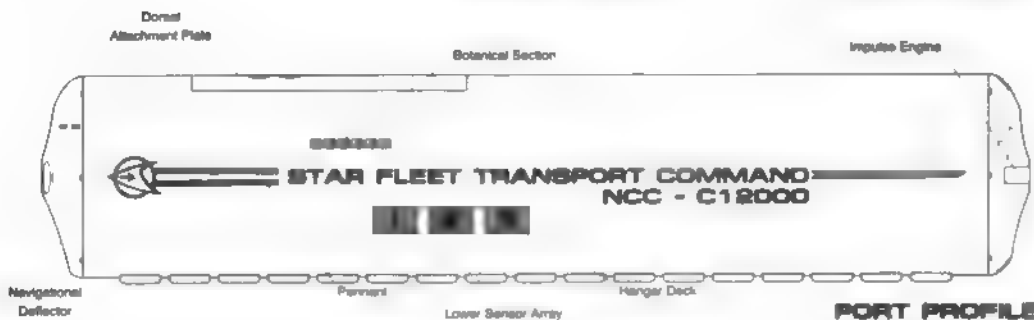 Dorsal
Attachment Plate
Botanical Section
Impulse Engine
STAR FLEET TRANSPORT COMMAND
NCC - C12000
Navigational
Deflector
Pennant
Lower Sensor Array
Hangar Deck
PORT PROFILE